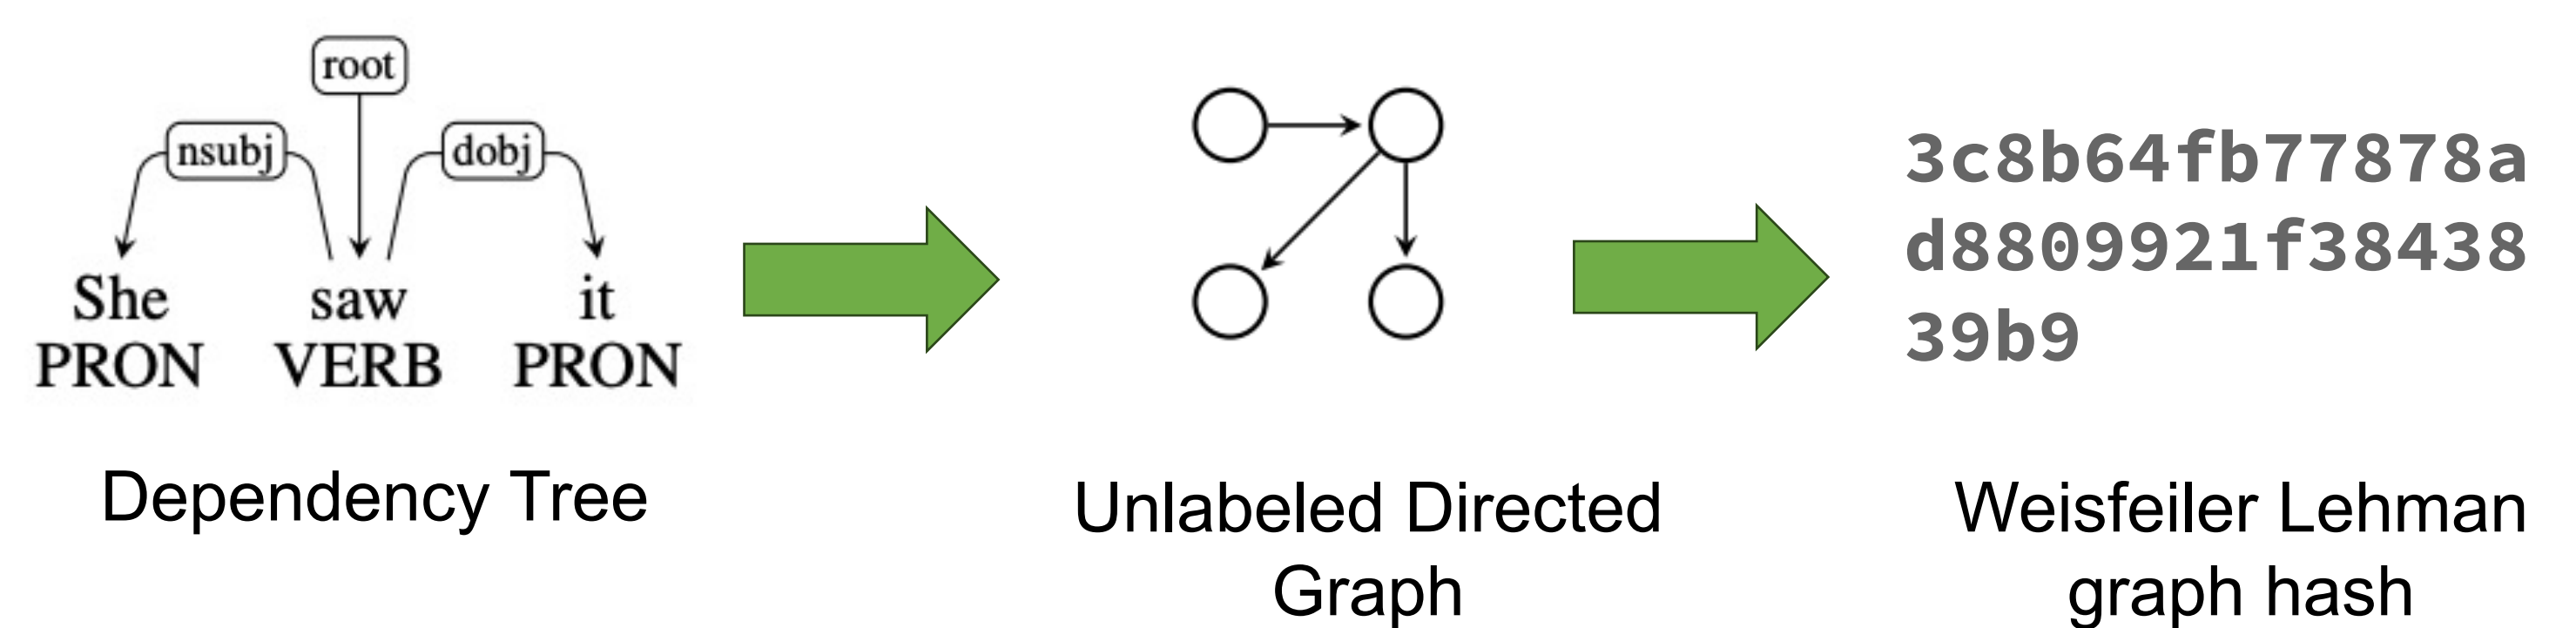 root
nsubj dobj
She saw it
PRON VERB PRON
Dependency Tree
Unlabeled Directed
Graph
3c8b64fb77878a
d8809921f38438
39b9
Weisfeiler Lehman
graph hash